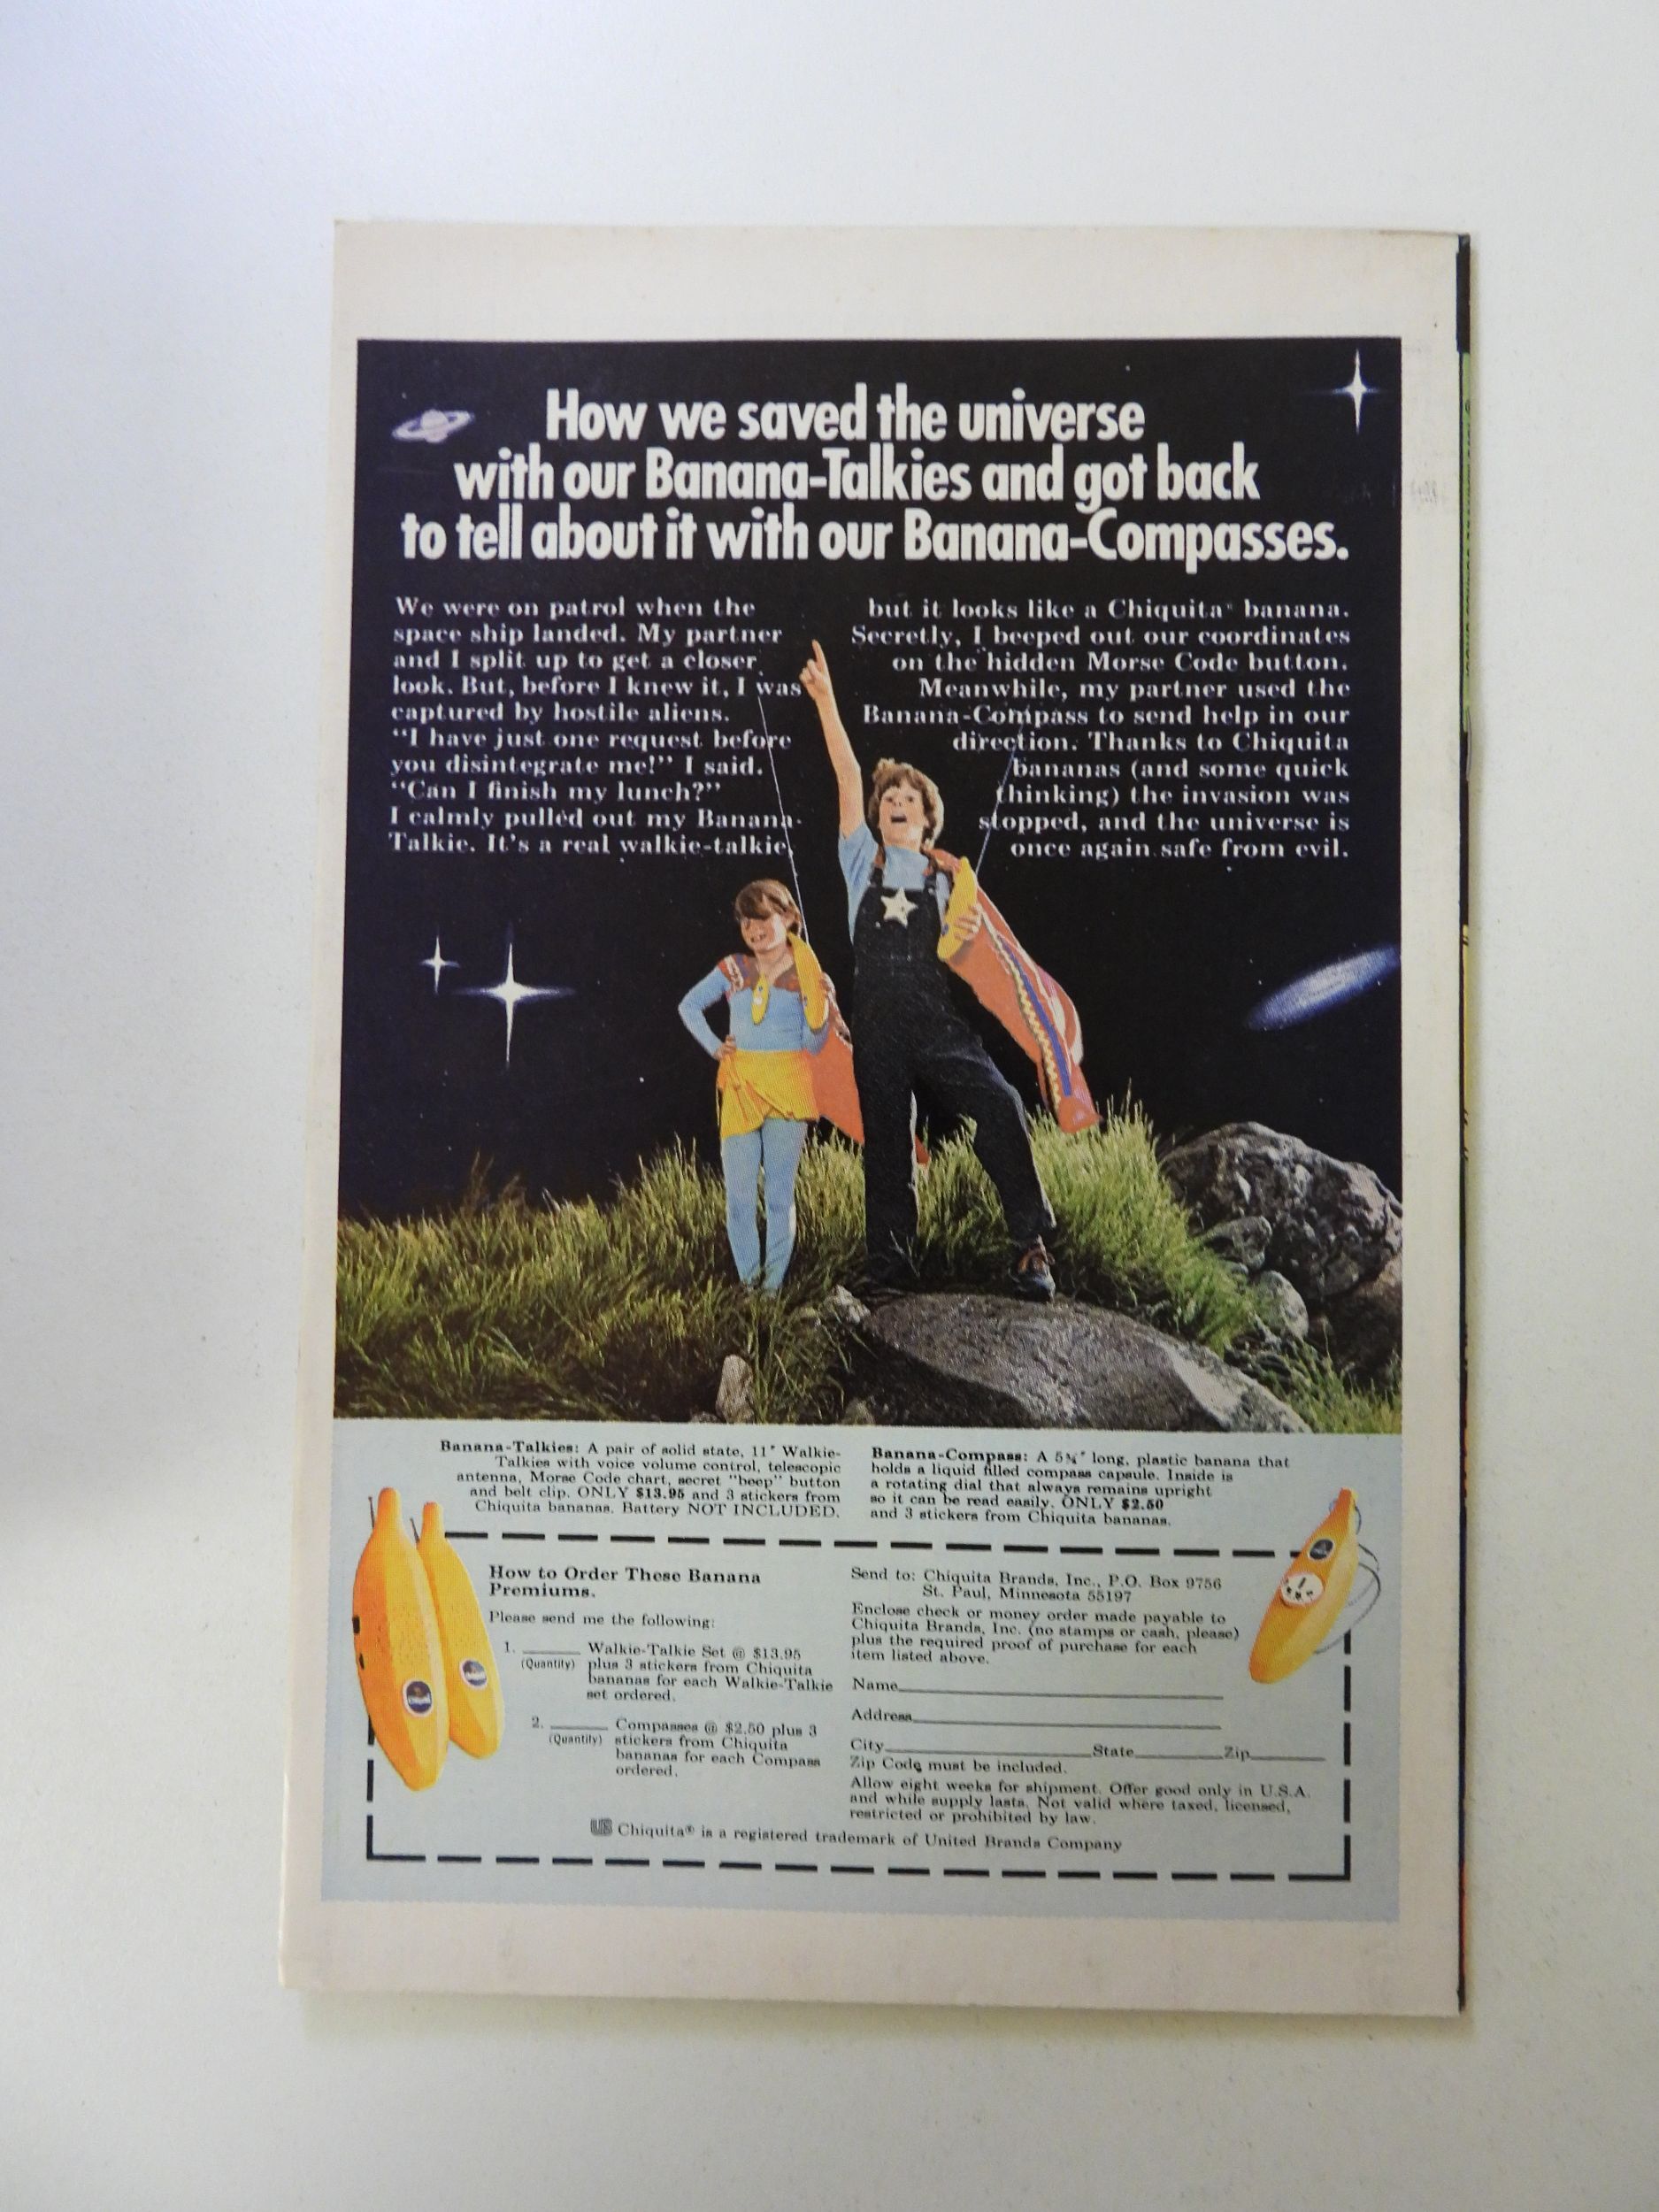 How we saved the universe
with our Banana-Talkies and got back
to tell about it with our Banana-Compasses.
We were on patrol when the
space ship landed. My partner
and I split up to get a closer
look. But, before I knew it, I was
captured by hostile aliens.
“I have just one request before
you disintegrate me!” I said.
“Can I finish my lunch?”
I calmly pulled out my Banana-
Talkie. It's a real walkie-talkie,
but it looks like a Chiquita® banana.
Secretly, I beeped out our coordinates
on the hidden Morse Code button.
Meanwhile, my partner used the
Banana-Compass to send help in our
direction. Thanks to Chiquita
bananas (and some quick
thinking) the invasion was
stopped, and the universe is
once again safe from evil.
Banana-Talkies: A pair of solid state, 11" Walkie-
Talkies with voice volume control, telescopic
antenna, Morse Code chart, secret "beep" button
and belt clip. ONLY $13.95 and 3 stickers from
Chiquita bananas. Battery NOT INCLUDED.
Banana-Compass: A 5¾" long, plastic banana that
holds a liquid filled compass capsule. Inside is
a rotating dial that always remains upright
so it can be read easily. ONLY $2.50
and 3 stickers from Chiquita bananas.
How to Order These Banana
Premiums.
Please send me the following:
1. ______ Walkie-Talkie Set @ $13.95
(Quantity) plus 3 stickers from Chiquita
bananas for each Walkie-Talkie
set ordered.
2. ______ Compasses @ $2.50 plus 3
(Quantity) stickers from Chiquita
bananas for each Compass
ordered.
Send to: Chiquita Brands, Inc., P.O. Box 9756
St. Paul, Minnesota 55197
Enclose check or money order made payable to
Chiquita Brands, Inc. (no stamps or cash, please)
plus the required proof of purchase for each
item listed above.
Name
Address
City State Zip
Zip Code must be included.
Allow eight weeks for shipment. Offer good only in U.S.A.
and while supply lasts. Not valid where taxed, licensed,
restricted or prohibited by law.
UB Chiquita® is a registered trademark of United Brands Company